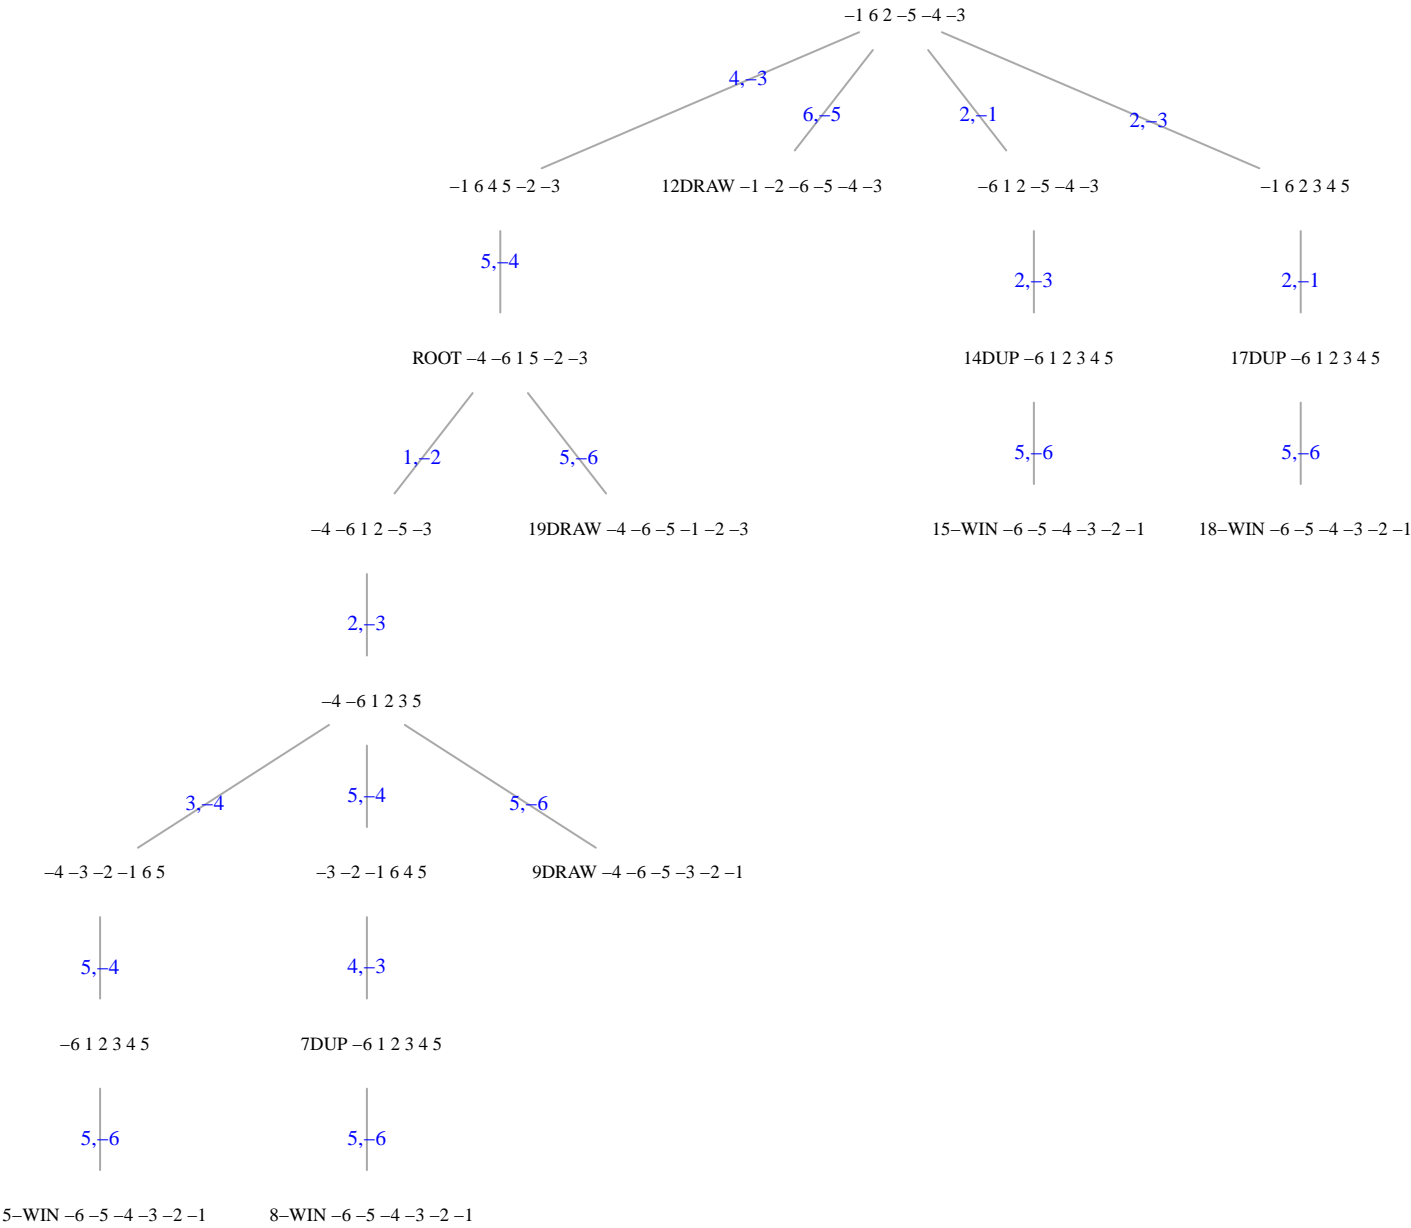 –1 6 2 –5 –4 –3
4,–3
6,–5
2,–1
2,–3
–1 6 4 5 –2 –3
12DRAW –1 –2 –6 –5 –4 –3
–6 1 2 –5 –4 –3
–1 6 2 3 4 5
5,–4
2,–3
2,–1
ROOT –4 –6 1 5 –2 –3
14DUP –6 1 2 3 4 5
17DUP –6 1 2 3 4 5
1,–2
5,–6
5,–6
5,–6
–4 –6 1 2 –5 –3
19DRAW –4 –6 –5 –1 –2 –3
15–WIN –6 –5 –4 –3 –2 –1
18–WIN –6 –5 –4 –3 –2 –1
2,–3
–4 –6 1 2 3 5
3,–4
5,–4
5,–6
–4 –3 –2 –1 6 5
–3 –2 –1 6 4 5
9DRAW –4 –6 –5 –3 –2 –1
5,–4
4,–3
–6 1 2 3 4 5
7DUP –6 1 2 3 4 5
5,–6
5,–6
5–WIN –6 –5 –4 –3 –2 –1
8–WIN –6 –5 –4 –3 –2 –1